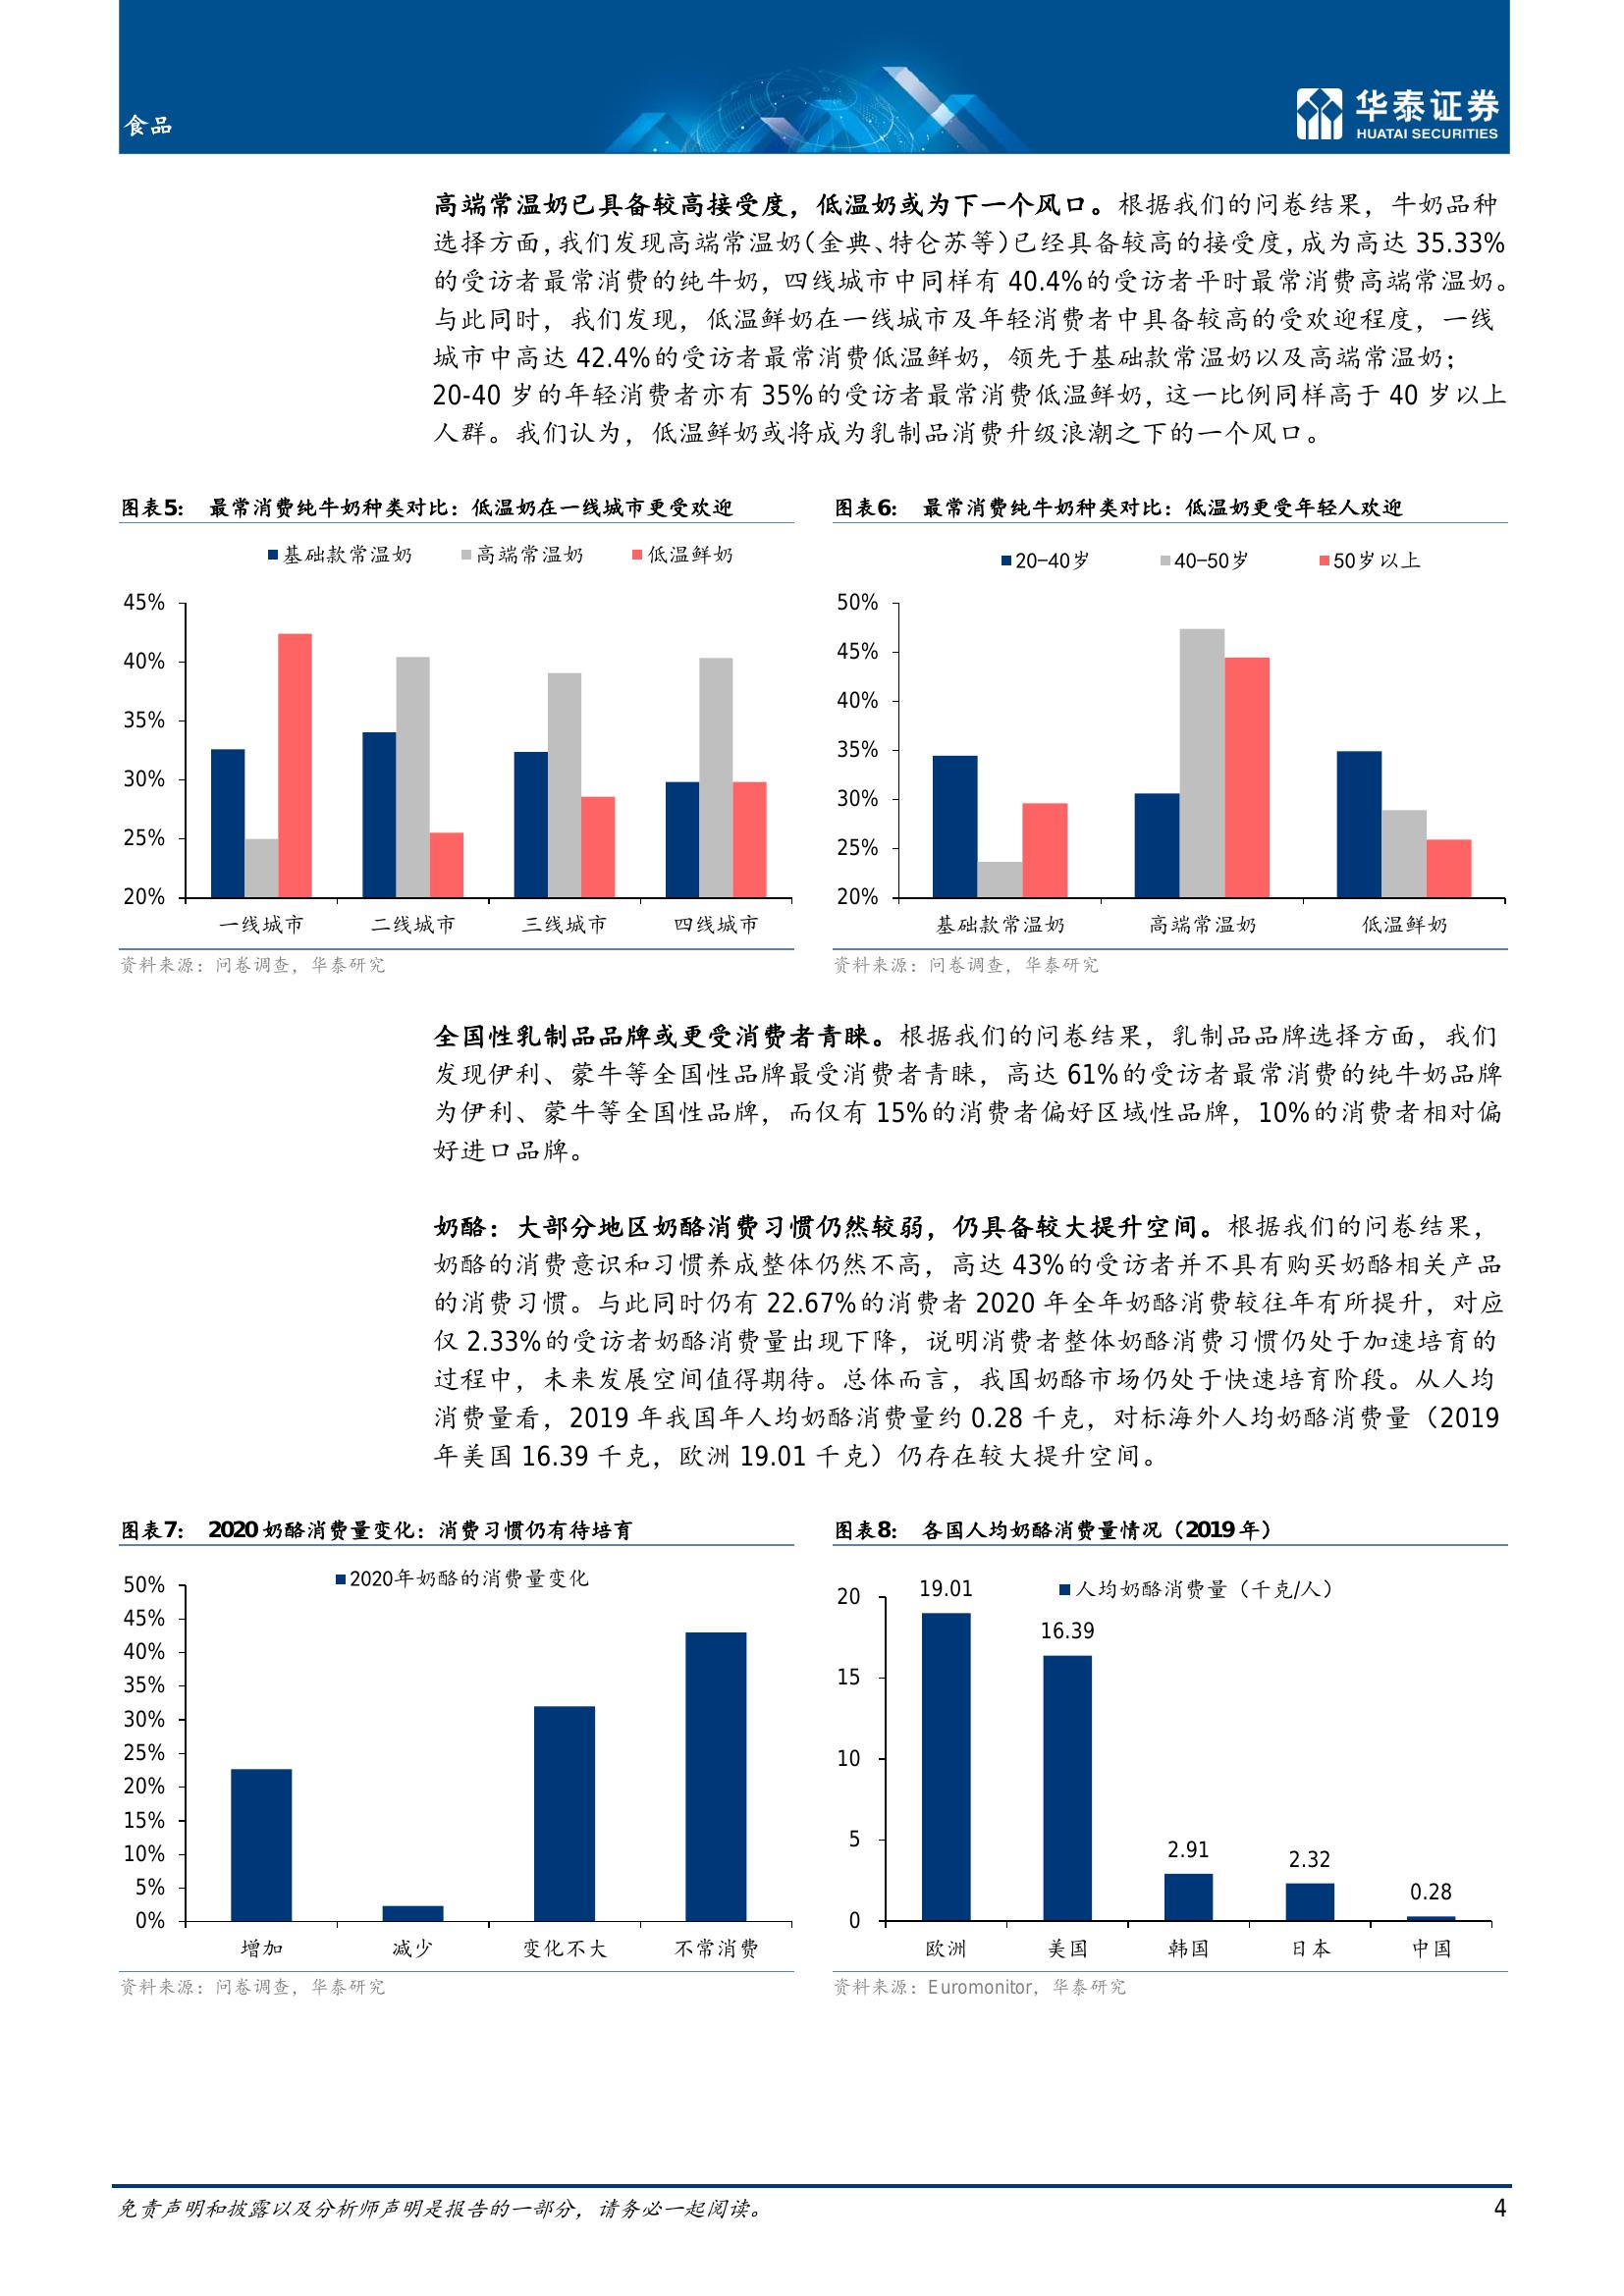 食品
华泰证券
HUATAI SECURITIES
高端常温奶已具备较高接受度，低温奶或为下一个风口。根据我们的问卷结果，牛奶品种
选择方面，我们发现高端常温奶（金典、特仑苏等）已经具备较高的接受度，成为高达 35.33%
的受访者最常消费的纯牛奶，四线城市中同样有 40.4%的受访者平时最常消费高端常温奶。
与此同时，我们发现，低温鲜奶在一线城市及年轻消费者中具备较高的受欢迎程度，一线
城市中高达 42.4%的受访者最常消费低温鲜奶，领先于基础款常温奶以及高端常温奶；
20-40 岁的年轻消费者亦有 35%的受访者最常消费低温鲜奶，这一比例同样高于 40 岁以上
人群。我们认为，低温鲜奶或将成为乳制品消费升级浪潮之下的一个风口。
图表5: 最常消费纯牛奶种类对比：低温奶在一线城市更受欢迎
基础款常温奶 高端常温奶 低温鲜奶
45%
40%
35%
30%
25%
20%
一线城市 二线城市 三线城市 四线城市
资料来源：问卷调查，华泰研究
图表6: 最常消费纯牛奶种类对比：低温奶更受年轻人欢迎
20–40岁 40–50岁 50岁以上
50%
45%
40%
35%
30%
25%
20%
基础款常温奶 高端常温奶 低温鲜奶
资料来源：问卷调查，华泰研究
全国性乳制品品牌或更受消费者青睐。根据我们的问卷结果，乳制品品牌选择方面，我们
发现伊利、蒙牛等全国性品牌最受消费者青睐，高达 61%的受访者最常消费的纯牛奶品牌
为伊利、蒙牛等全国性品牌，而仅有 15%的消费者偏好区域性品牌，10%的消费者相对偏
好进口品牌。
奶酪：大部分地区奶酪消费习惯仍然较弱，仍具备较大提升空间。根据我们的问卷结果，
奶酪的消费意识和习惯养成整体仍然不高，高达 43%的受访者并不具有购买奶酪相关产品
的消费习惯。与此同时仍有 22.67%的消费者 2020 年全年奶酪消费较往年有所提升，对应
仅 2.33%的受访者奶酪消费量出现下降，说明消费者整体奶酪消费习惯仍处于加速培育的
过程中，未来发展空间值得期待。总体而言，我国奶酪市场仍处于快速培育阶段。从人均
消费量看，2019 年我国年人均奶酪消费量约 0.28 千克，对标海外人均奶酪消费量（2019
年美国 16.39 千克，欧洲 19.01 千克）仍存在较大提升空间。
图表7: 2020 奶酪消费量变化：消费习惯仍有待培育
2020年奶酪的消费量变化
50%
45%
40%
35%
30%
25%
20%
15%
10%
5%
0%
增加 减少 变化不大 不常消费
资料来源：问卷调查，华泰研究
图表8: 各国人均奶酪消费量情况（2019 年）
人均奶酪消费量（千克/人）
20
15
10
5
0
19.01
16.39
2.91
2.32
0.28
欧洲 美国 韩国 日本 中国
资料来源：Euromonitor，华泰研究
免责声明和披露以及分析师声明是报告的一部分，请务必一起阅读。
4